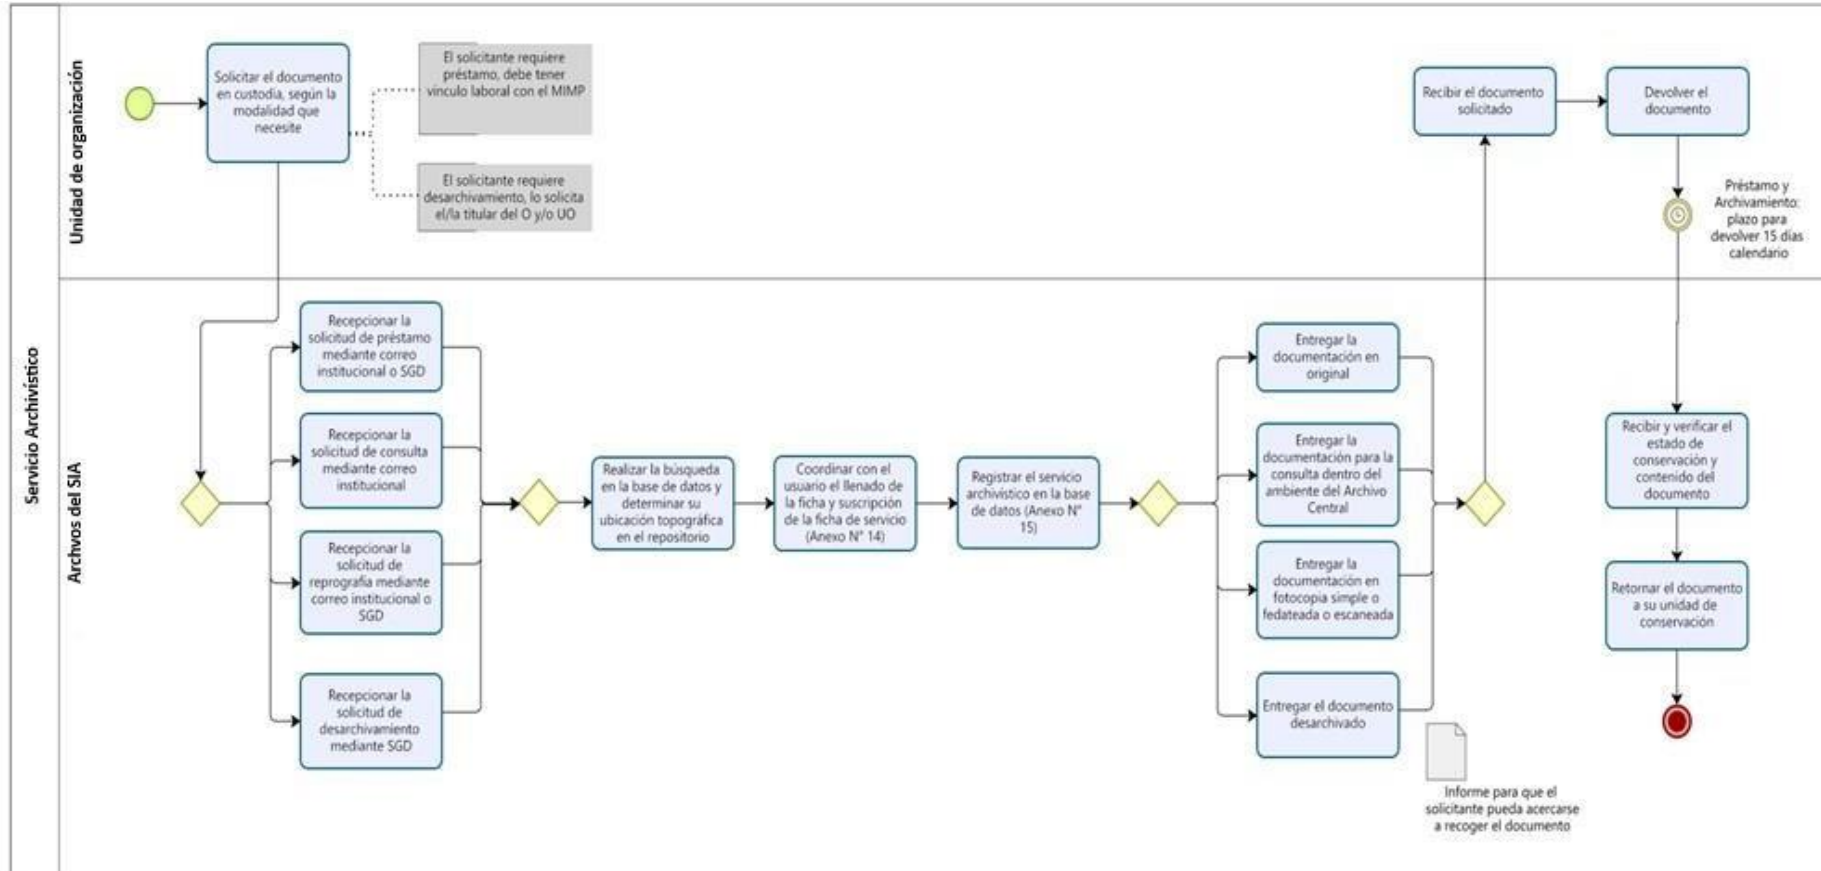 Servicio Archivístico
Unidad de organización
Solicitar el documento
en custodia, según la
modalidad que
necesite
El solicitante requiere
préstamo, debe tener
vínculo laboral con el MIMP
El solicitante requiere
desarchivamiento, lo solicita
el/la titular del O y/o UO
Recibir el documento
solicitado
Devolver el
documento
Préstamo y
Archivamiento:
plazo para
devolver 15 días
calendario
Archvos del SIA
Recepcionar la
solicitud de préstamo
mediante correo
institucional o SGD
Recepcionar la
solicitud de consulta
mediante correo
institucional
Recepcionar la
solicitud de
reprografía mediante
correo institucional o
SGD
Recepcionar la
solicitud de
desarchivamiento
mediante SGD
Realizar la búsqueda
en la base de datos y
determinar su
ubicación topográfica
en el repositorio
Coordinar con el
usuario el llenado de
la ficha y suscripción
de la ficha de servicio
(Anexo N° 14)
Registrar el servicio
archivístico en la base
de datos (Anexo N°
15)
Entregar la
documentación en
original
Entregar la
documentación para la
consulta dentro del
ambiente del Archivo
Central
Entregar la
documentación en
fotocopia simple o
fedateada o escaneada
Entregar el documento
desarchivado
Informe para que el
solicitante pueda acercarse
a recoger el documento
Recibir y verificar el
estado de
conservación y
contenido del
documento
Retornar el documento
a su unidad de
conservación